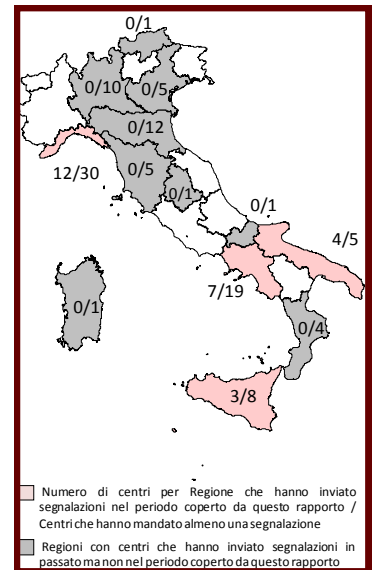 0/1
0/10
0/5
0/12
12/30
0/5
0/1
0/1
4/5
7/19
0/1
0/4
3/8
Numero di centri per Regione che hanno inviato
segnalazioni nel periodo coperto da questo rapporto /
Centri che hanno mandato almeno una segnalazione
Regioni con centri che hanno inviato segnalazioni in
passato ma non nel periodo coperto da questo rapporto